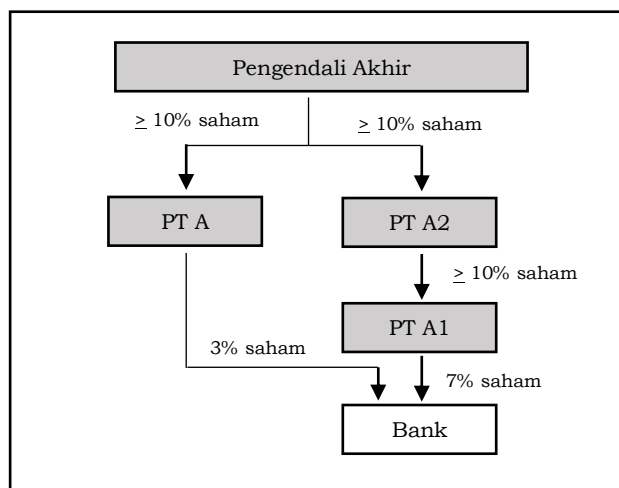 Pengendali Akhir
≥ 10% saham
≥ 10% saham
PT A
PT A2
≥ 10% saham
PT A1
3% saham
7% saham
Bank